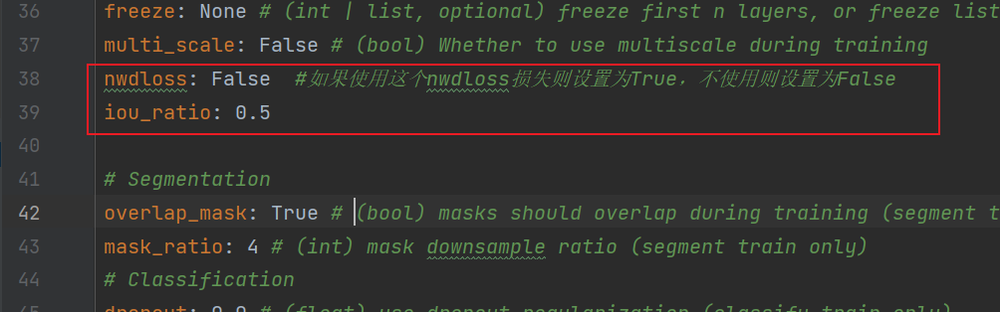 36 freeze: None # (int | list, optional) freeze first n layers, or freeze list
37 multi_scale: False # (bool) Whether to use multiscale during training
38 nwdloss: False #如果使用这个nwdloss损失则设置为True，不使用则设置为False
39 iou_ratio: 0.5
40
41 # Segmentation
42 overlap_mask: True # (bool) masks should overlap during training (segment t
43 mask_ratio: 4 # (int) mask downsample ratio (segment train only)
44 # Classification
45 dropout: 0.0 # (float) use dropout regularization (classify train only)